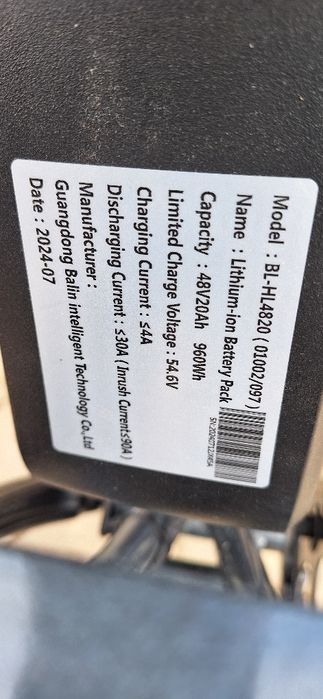 Model : BL-HL4820 ( 01002/097 )
Name : Lithium-ion Battery Pack
Capacity : 48V/20Ah 960Wh
Limited Charge Voltage : 54.6V
Charging Current : ≤4A
Discharging Current : ≤30A ( Inrush Current≤90A )
Manufacturer :
Guangdong Balin intelligent Technology Co.,Ltd
Date : 2024-07